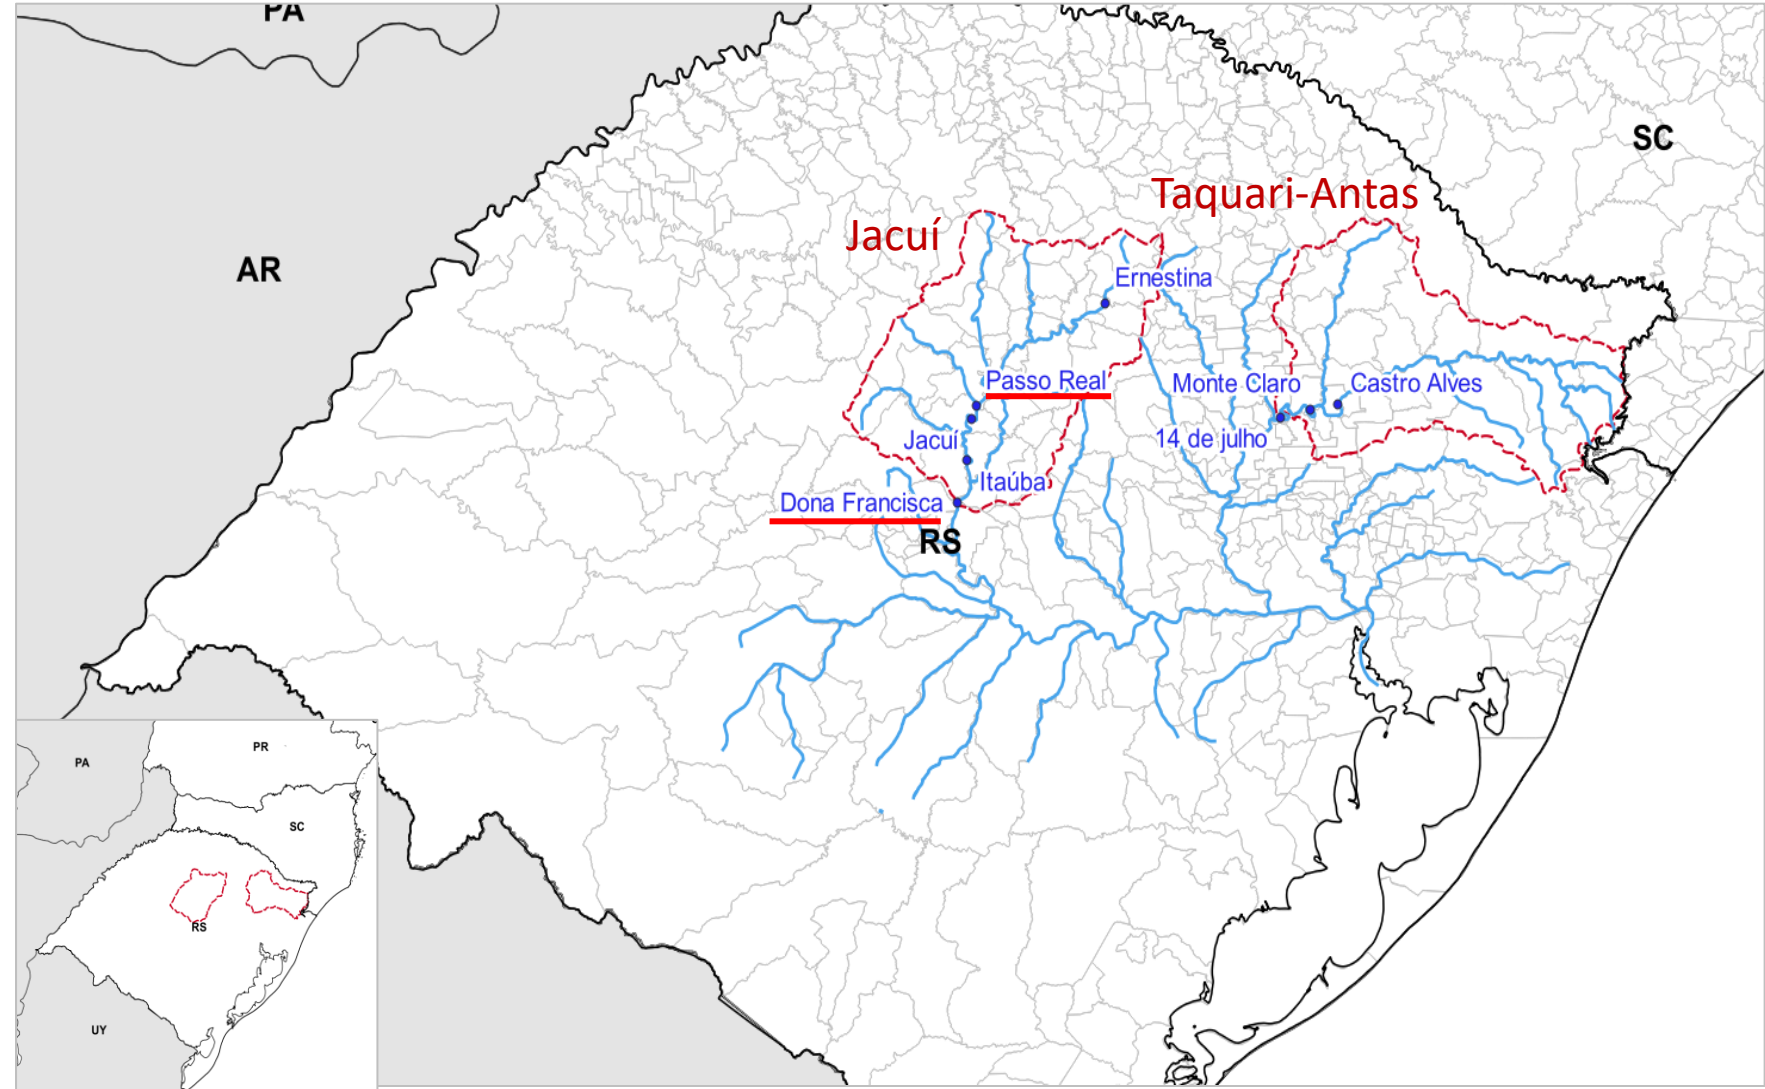 PA
SC
Taquari-Antas
Jacuí
AR
Ernestina
Passo Real
Monte Claro
Castro Alves
Jacuí
14 de julho
Itaúba
Dona Francisca
RS
PR
PA
SC
RS
UY